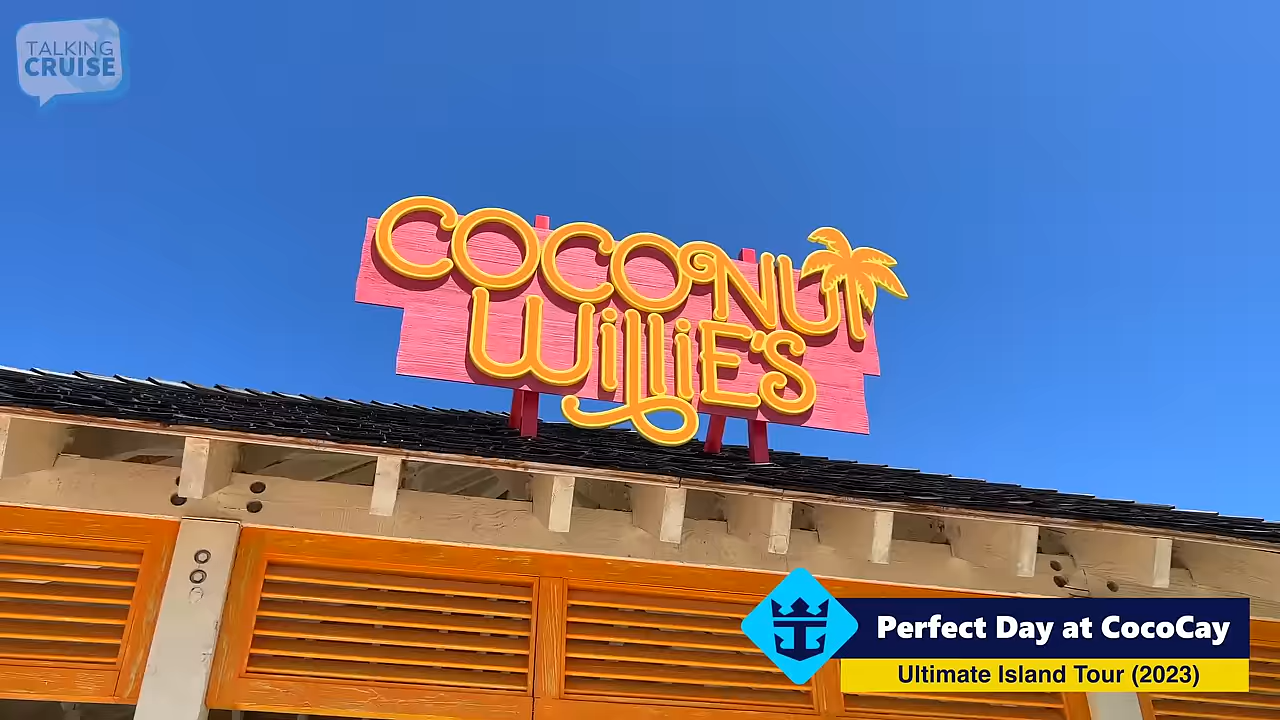 TALKING
CRUISE
COCONUT
WILLIE'S
Perfect Day at CocoCay
Ultimate Island Tour (2023)